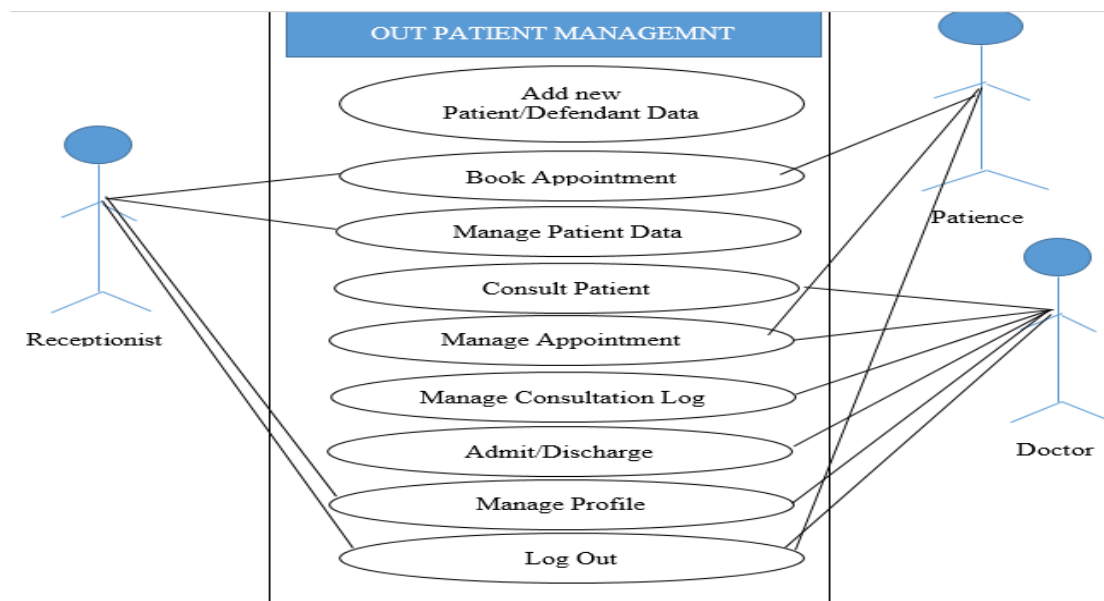 OUT PATIENT MANAGEMNT
Add new
Patient/Defendant Data
Book Appointment
Manage Patient Data
Consult Patient
Manage Appointment
Manage Consultation Log
Admit/Discharge
Manage Profile
Log Out
Receptionist
Patience
Doctor